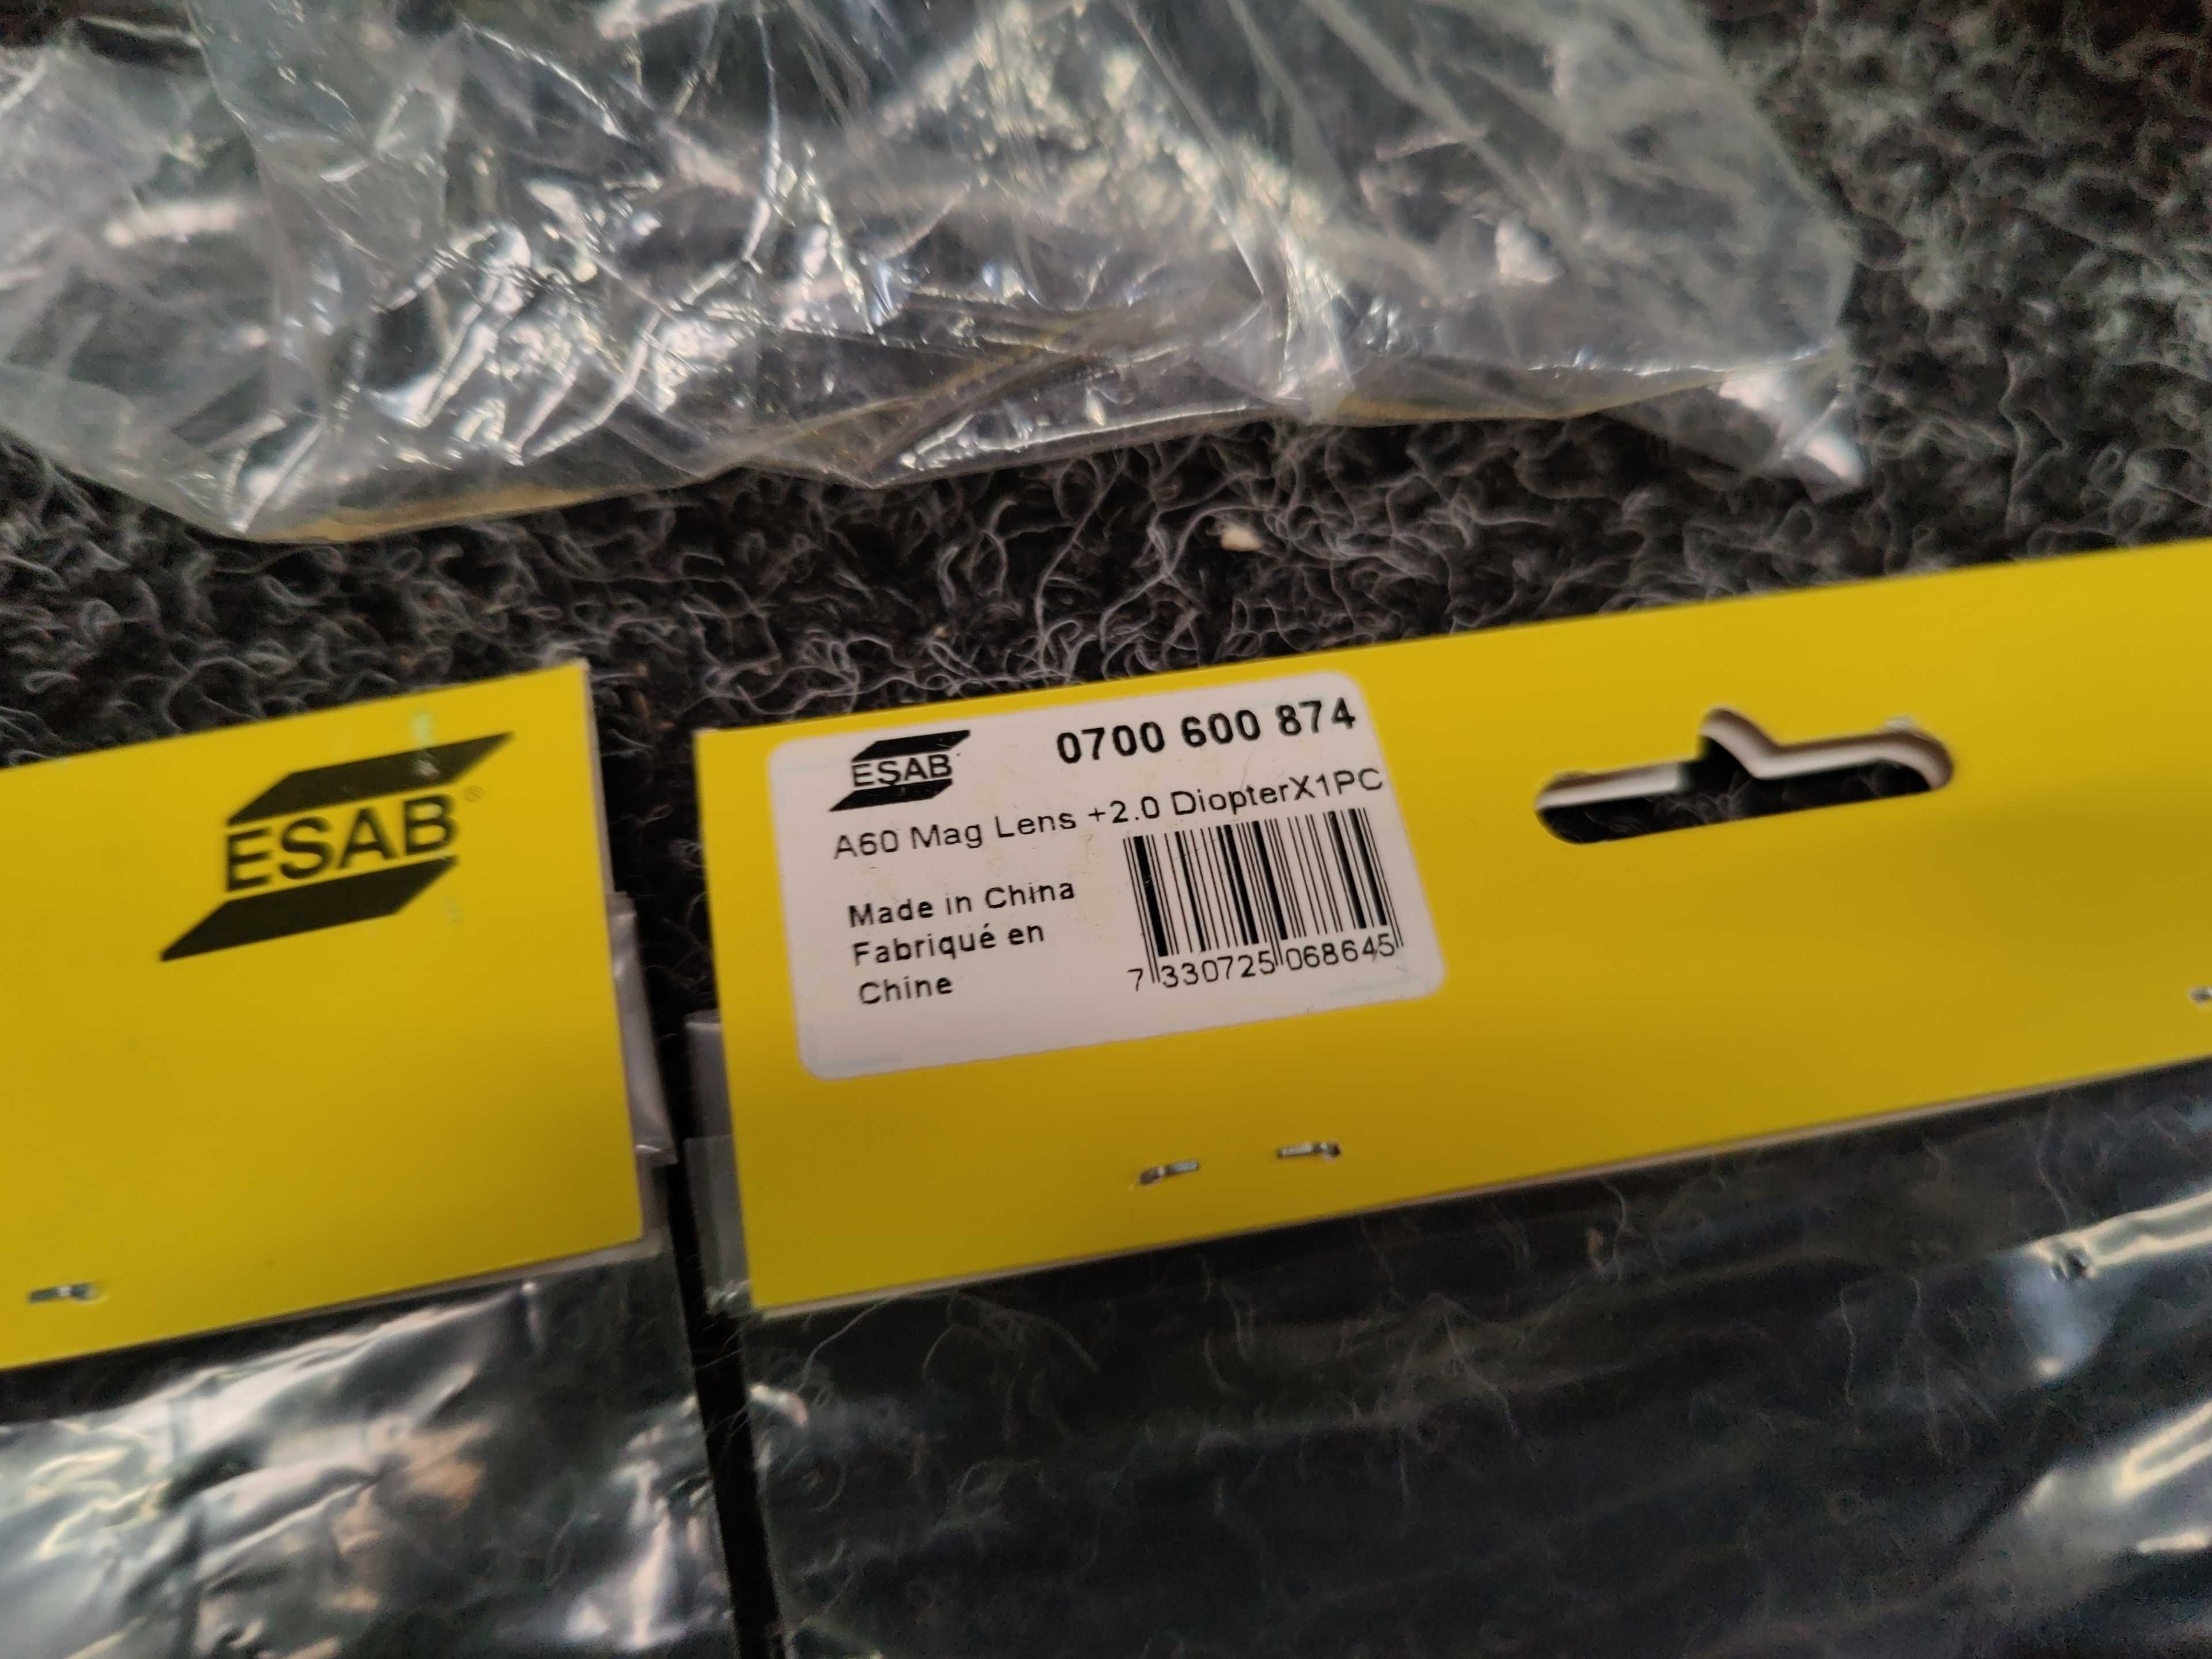 ESAB®
ESAB
0700 600 874
A60 Mag Lens +2.0 DiopterX1PC
Made in China
Fabriqué en
Chine
7 330725 068645